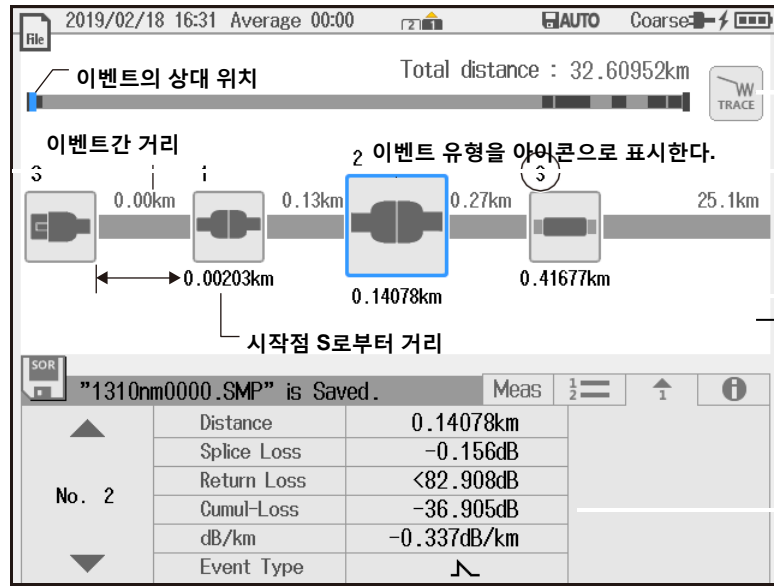 File 2019/02/18 16:31 Average 00:00 2 1 AUTO Coarse
이벤트의 상대 위치 Total distance : 32.60952km
TRACE
이벤트간 거리
2 이벤트 유형을 아이콘으로 표시한다.
0.00km 0.13km 0.27km 25.1km
0.00203km 0.14078km 0.41677km
시작점 S로부터 거리
SOR
"1310nm0000.SMP" is Saved. Meas 1 2 1
Distance 0.14078km
Splice Loss -0.156dB
No. 2 Return Loss <82.908dB
Cumul-Loss -36.905dB
dB/km -0.337dB/km
Event Type